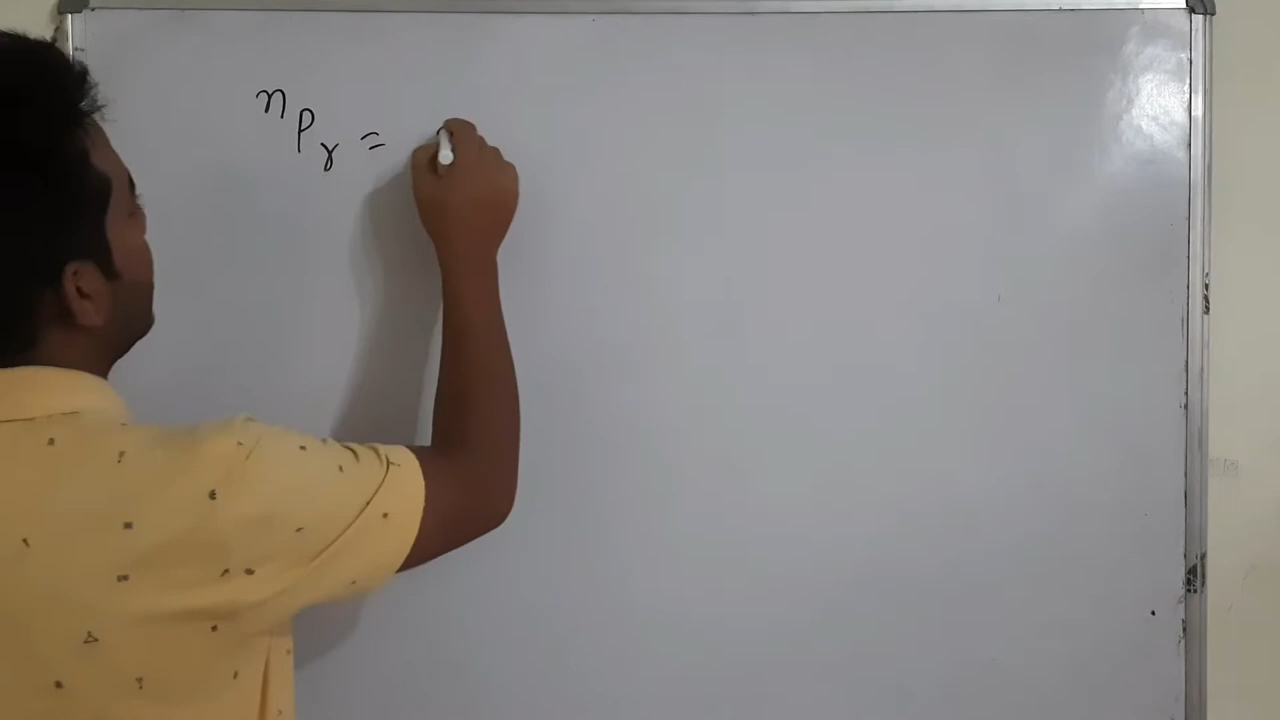 ⁿPᵣ =